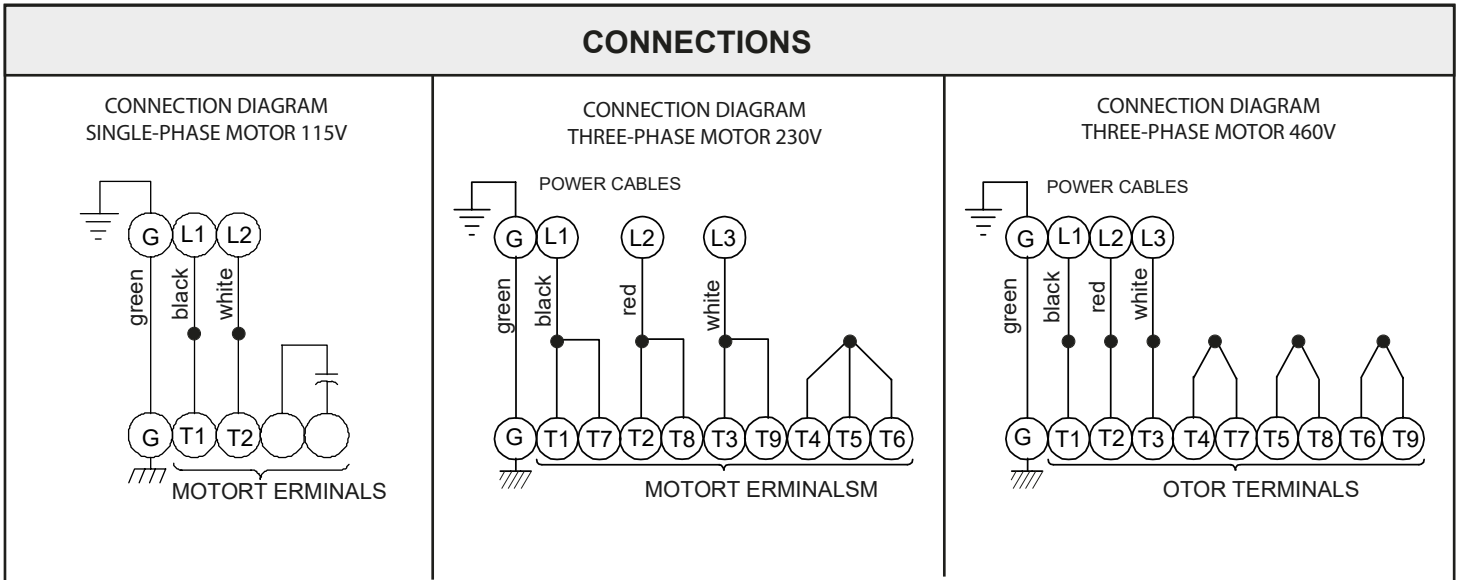 CONNECTIONS
CONNECTION DIAGRAM
SINGLE-PHASE MOTOR 115V
G L1 L2
green
black
white
G T1 T2
MOTORT ERMINALS
CONNECTION DIAGRAM
THREE-PHASE MOTOR 230V
POWER CABLES
G L1 L2 L3
green
black
red
white
G T1 T7 T2 T8 T3 T9 T4 T5 T6
MOTORT ERMINALSM
CONNECTION DIAGRAM
THREE-PHASE MOTOR 460V
POWER CABLES
G L1 L2 L3
green
black
red
white
G T1 T2 T3 T4 T7 T5 T8 T6 T9
OTOR TERMINALS